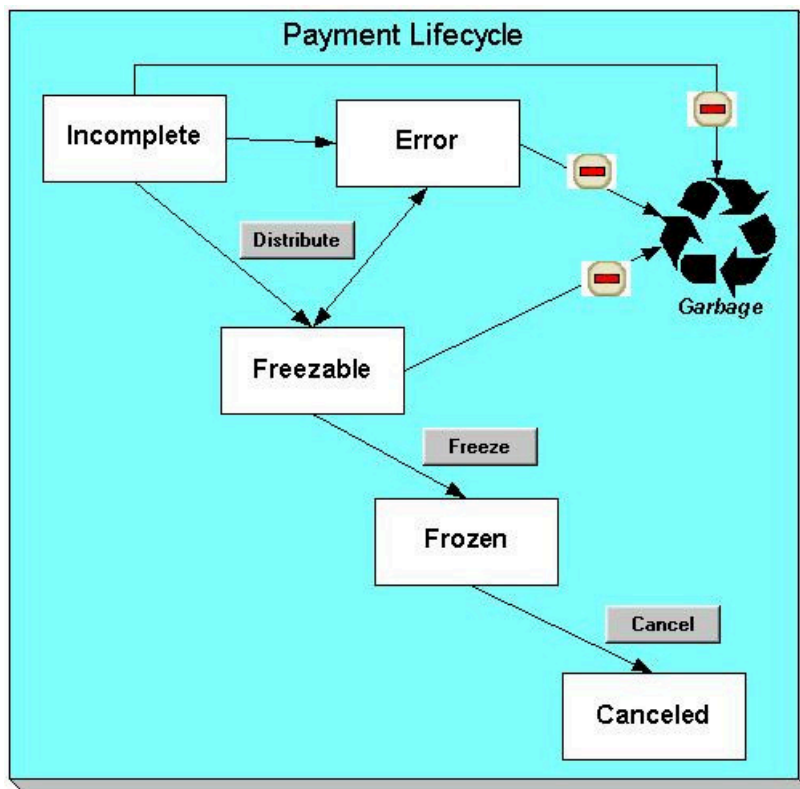 Payment Lifecycle
Incomplete
Error
Distribute
Garbage
Freezable
Freeze
Frozen
Cancel
Canceled